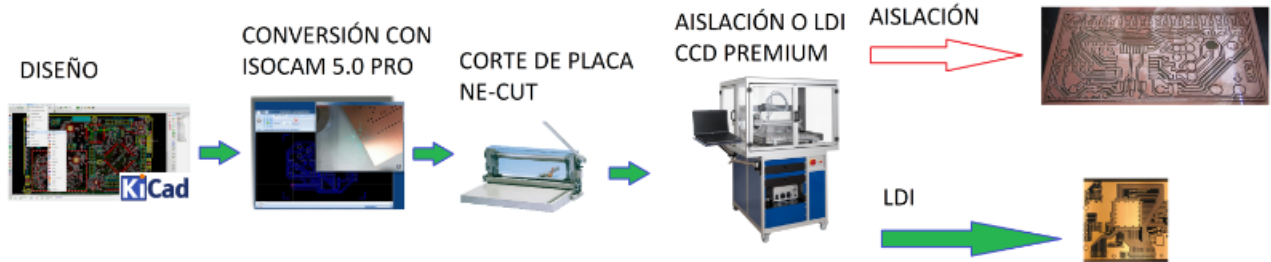 DISEÑO
KiCad
CONVERSIÓN CON
ISOCAM 5.0 PRO
CORTE DE PLACA
NE-CUT
AISLACIÓN O LDI
CCD PREMIUM
AISLACIÓN
LDI